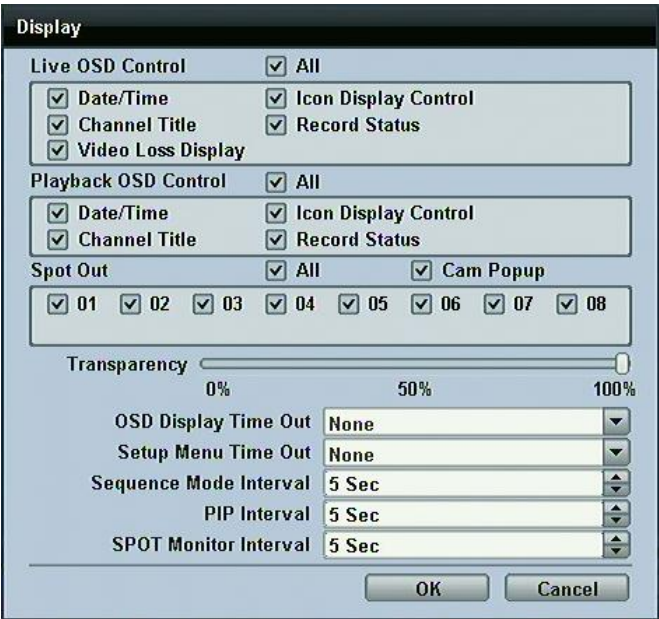 Display
Live OSD Control All
Date/Time Icon Display Control
Channel Title Record Status
Video Loss Display
Playback OSD Control All
Date/Time Icon Display Control
Channel Title Record Status
Spot Out All Cam Popup
01 02 03 04 05 06 07 08
Transparency
0% 50% 100%
OSD Display Time Out None
Setup Menu Time Out None
Sequence Mode Interval 5 Sec
PIP Interval 5 Sec
SPOT Monitor Interval 5 Sec
OK Cancel